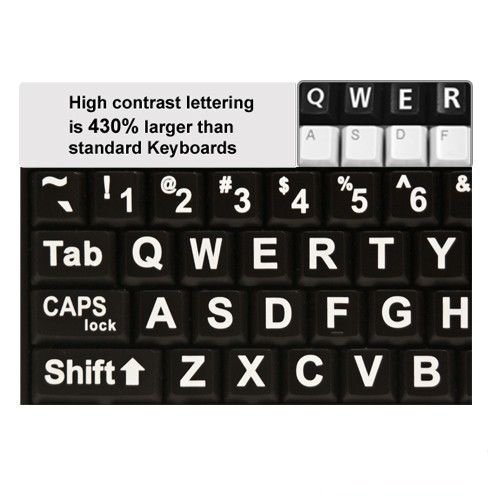 High contrast lettering
is 430% larger than
standard Keyboards
Q W E R
A S D F
~ ` ! 1 @ 2 # 3 $ 4 % 5 ^ 6 &
Tab Q W E R T Y
CAPS lock A S D F G H
Shift Z X C V B